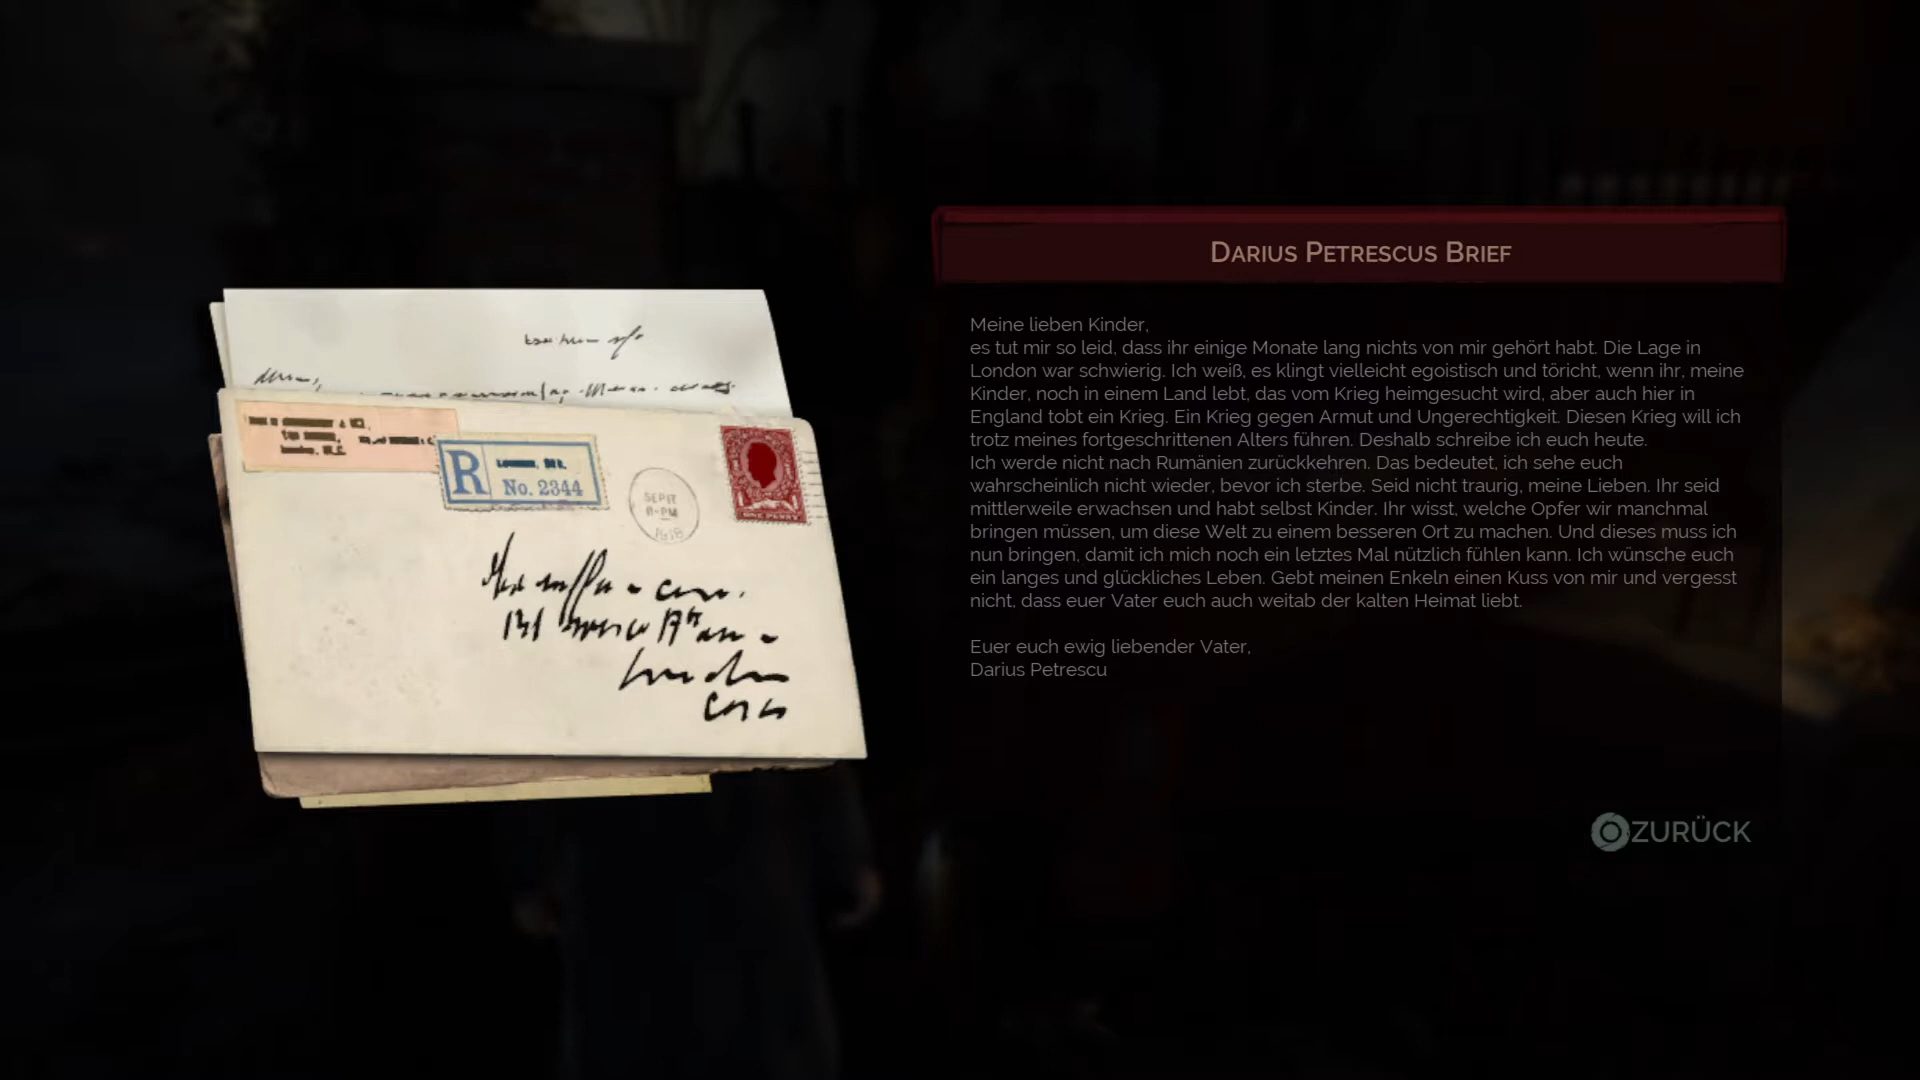 R
No. 2344
SEPT
1918
ONE PENNY
Darius Petrescus Brief
Meine lieben Kinder,
es tut mir so leid, dass ihr einige Monate lang nichts von mir gehört habt. Die Lage in
London war schwierig. Ich weiß, es klingt vielleicht egoistisch und töricht, wenn ihr, meine
Kinder, noch in einem Land lebt, das vom Krieg heimgesucht wird, aber auch hier in
England tobt ein Krieg. Ein Krieg gegen Armut und Ungerechtigkeit. Diesen Krieg will ich
trotz meines fortgeschrittenen Alters führen. Deshalb schreibe ich euch heute.
Ich werde nicht nach Rumänien zurückkehren. Das bedeutet, ich sehe euch
wahrscheinlich nicht wieder, bevor ich sterbe. Seid nicht traurig, meine Lieben. Ihr seid
mittlerweile erwachsen und habt selbst Kinder. Ihr wisst, welche Opfer wir manchmal
bringen müssen, um diese Welt zu einem besseren Ort zu machen. Und dieses muss ich
nun bringen, damit ich mich noch ein letztes Mal nützlich fühlen kann. Ich wünsche euch
ein langes und glückliches Leben. Gebt meinen Enkeln einen Kuss von mir und vergesst
nicht, dass euer Vater euch auch weitab der kalten Heimat liebt.
Euer euch ewig liebender Vater,
Darius Petrescu
ZURÜCK